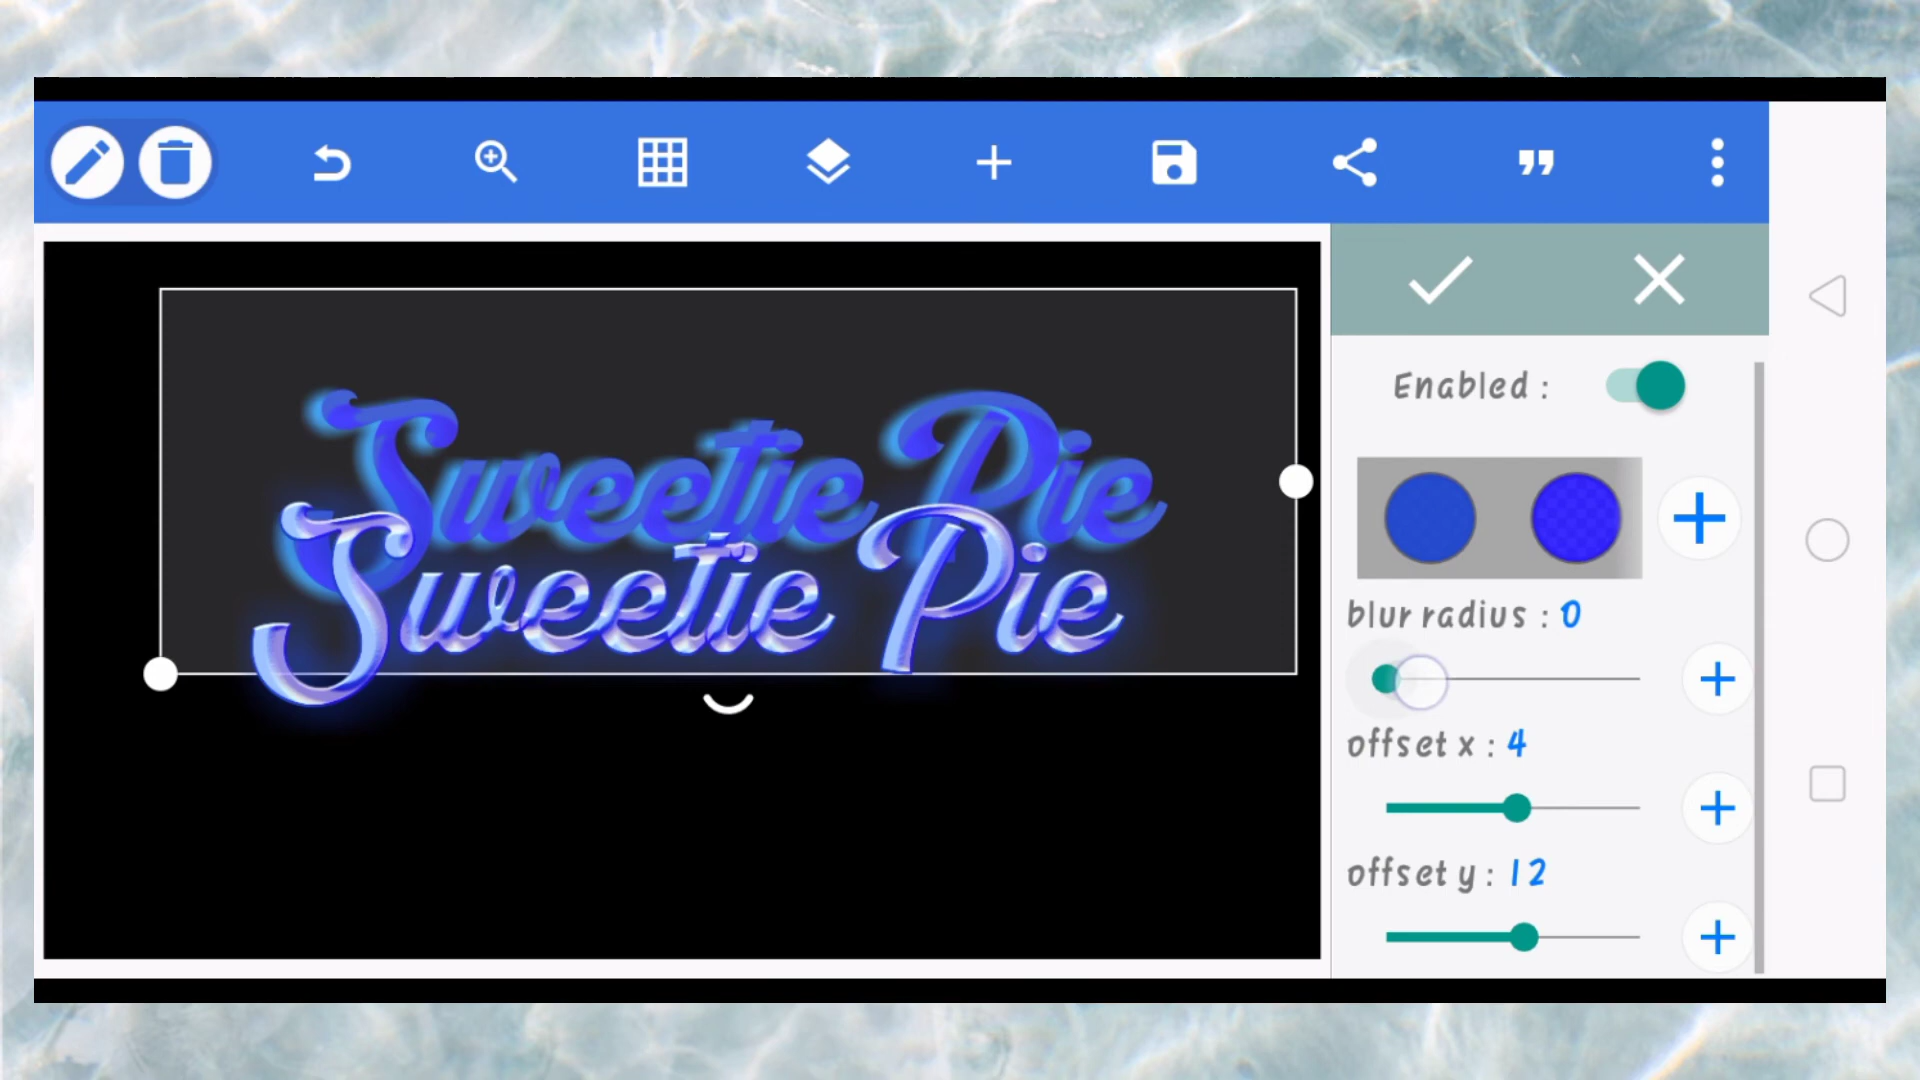 Sweetie Pie
Sweetie Pie
Enabled :
blur radius : 0
offset x : 4
offset y : 12